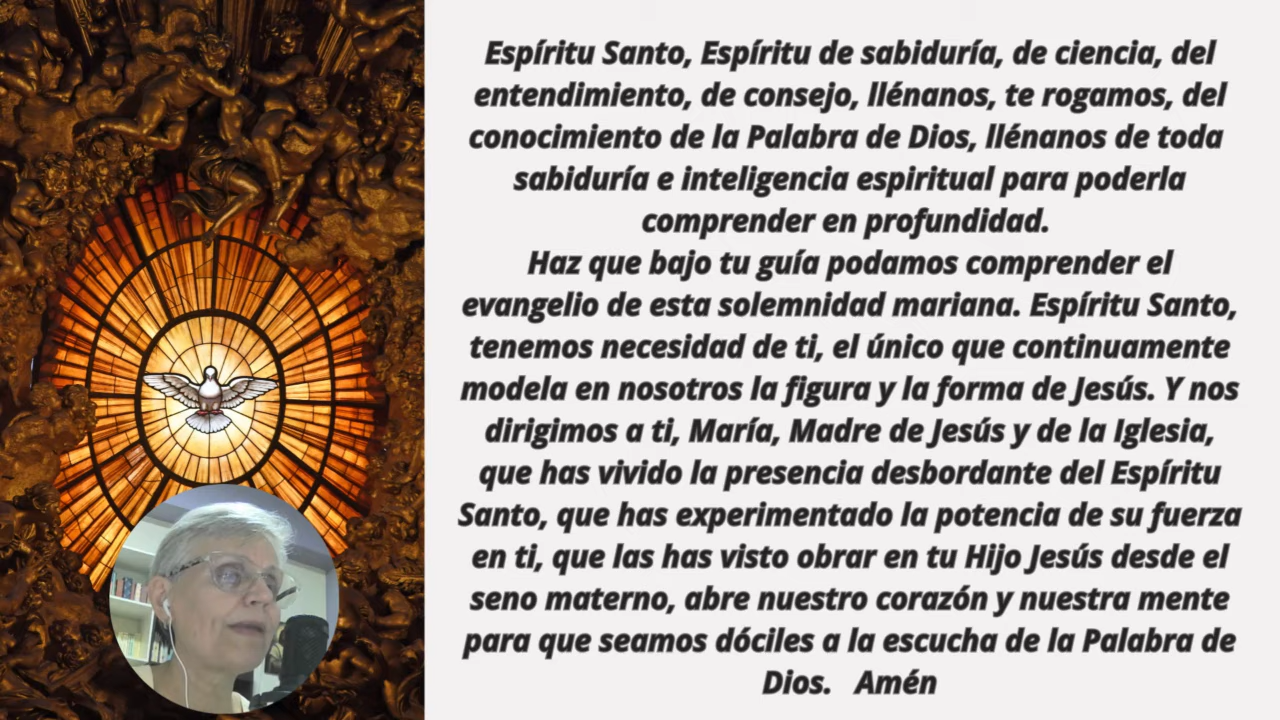 Espíritu Santo, Espíritu de sabiduría, de ciencia, del
entendimiento, de consejo, llénanos, te rogamos, del
conocimiento de la Palabra de Dios, llénanos de toda
sabiduría e inteligencia espiritual para poderla
comprender en profundidad.
Haz que bajo tu guía podamos comprender el
evangelio de esta solemnidad mariana. Espíritu Santo,
tenemos necesidad de ti, el único que continuamente
modela en nosotros la figura y la forma de Jesús. Y nos
dirigimos a ti, María, Madre de Jesús y de la Iglesia,
que has vivido la presencia desbordante del Espíritu
Santo, que has experimentado la potencia de su fuerza
en ti, que las has visto obrar en tu Hijo Jesús desde el
seno materno, abre nuestro corazón y nuestra mente
para que seamos dóciles a la escucha de la Palabra de
Dios.   Amén